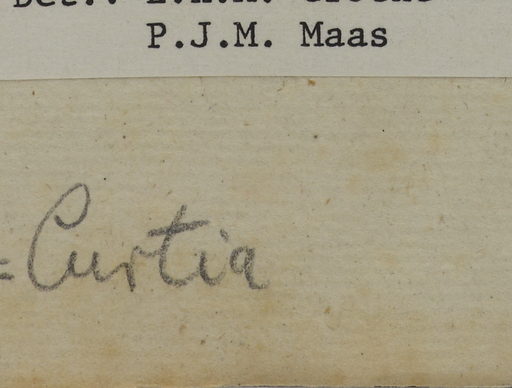 P.J.M. Maas
= Curtia